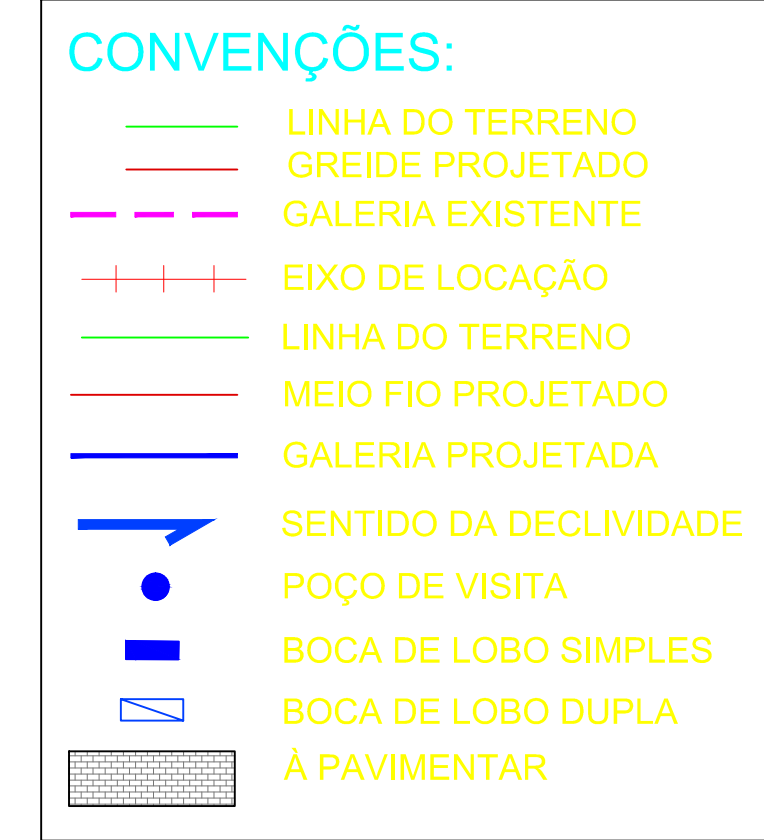 CONVENÇÕES:
LINHA DO TERRENO
GREIDE PROJETADO
GALERIA EXISTENTE
EIXO DE LOCAÇÃO
LINHA DO TERRENO
MEIO FIO PROJETADO
GALERIA PROJETADA
SENTIDO DA DECLIVIDADE
POÇO DE VISITA
BOCA DE LOBO SIMPLES
BOCA DE LOBO DUPLA
À PAVIMENTAR